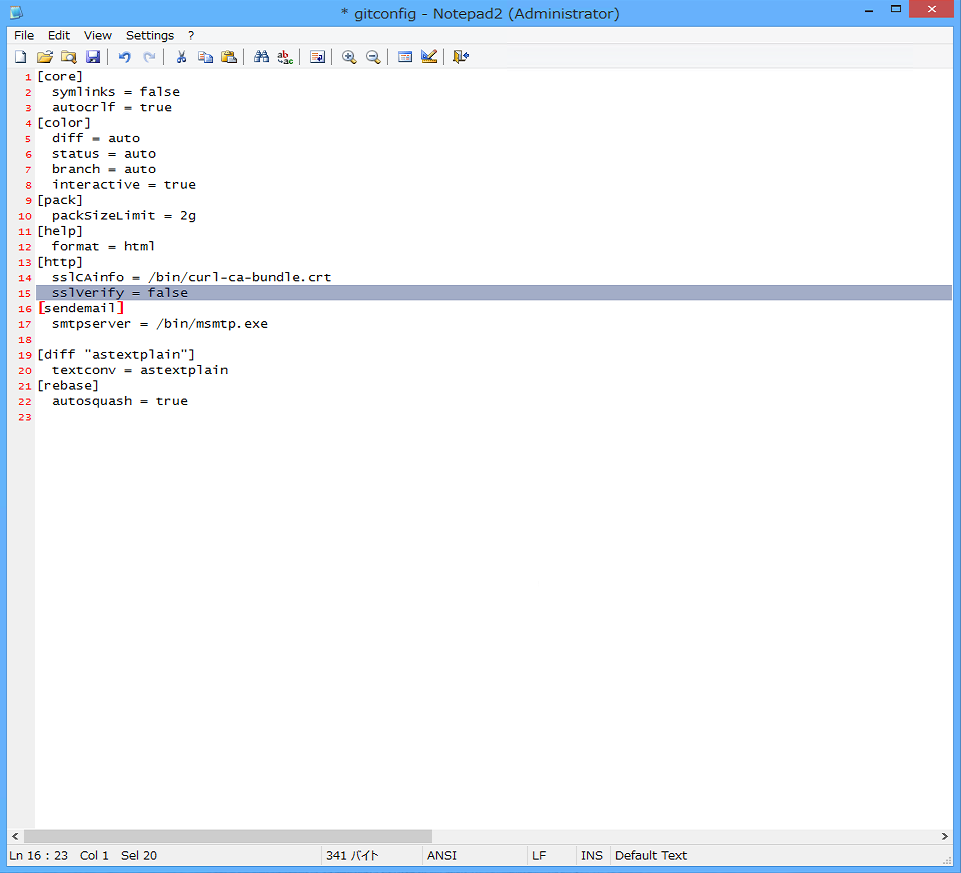 * gitconfig - Notepad2 (Administrator)
File Edit View Settings ?
1 [core]
2 symlinks = false
3 autocrlf = true
4 [color]
5 diff = auto
6 status = auto
7 branch = auto
8 interactive = true
9 [pack]
10 packSizeLimit = 2g
11 [help]
12 format = html
13 [http]
14 sslCAinfo = /bin/curl-ca-bundle.crt
15 sslVerify = false
16 [sendemail]
17 smtpserver = /bin/msmtp.exe
18
19 [diff "astextplain"]
20 textconv = astextplain
21 [rebase]
22 autosquash = true
23
Ln 16 : 23 Col 1 Sel 20 341 バイト ANSI LF INS Default Text